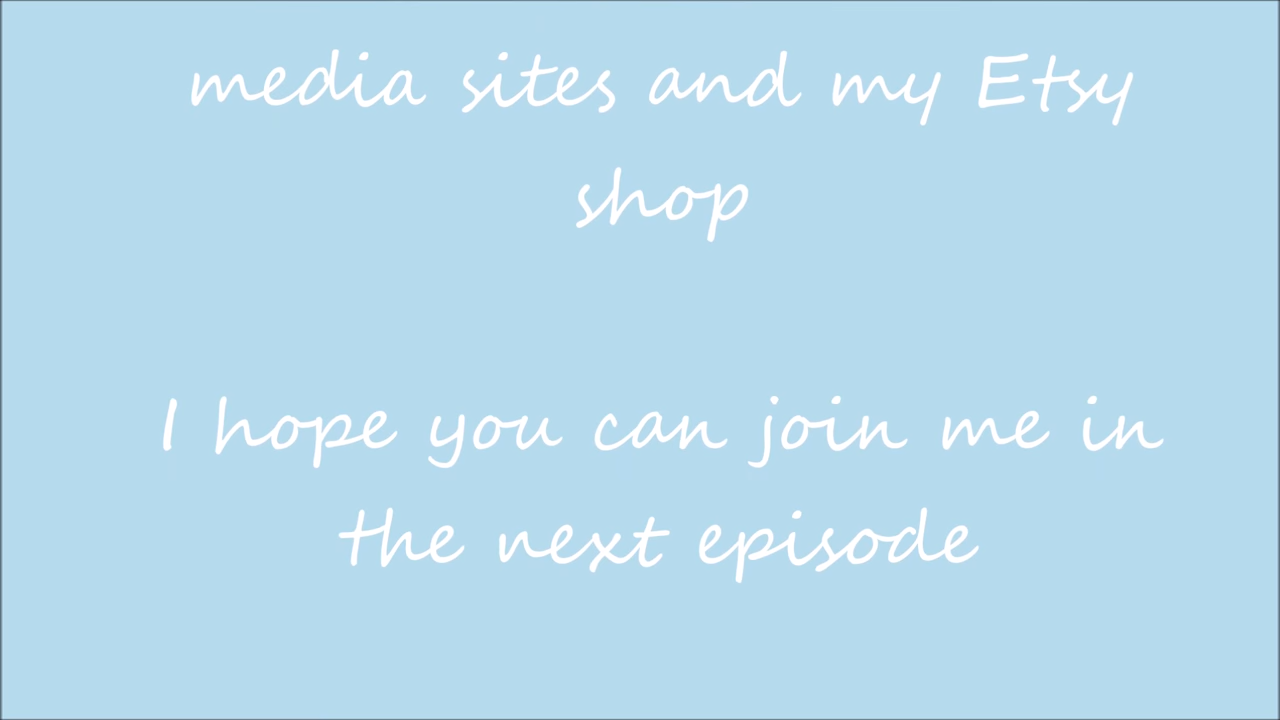 media sites and my Etsy
shop
I hope you can join me in
the next episode